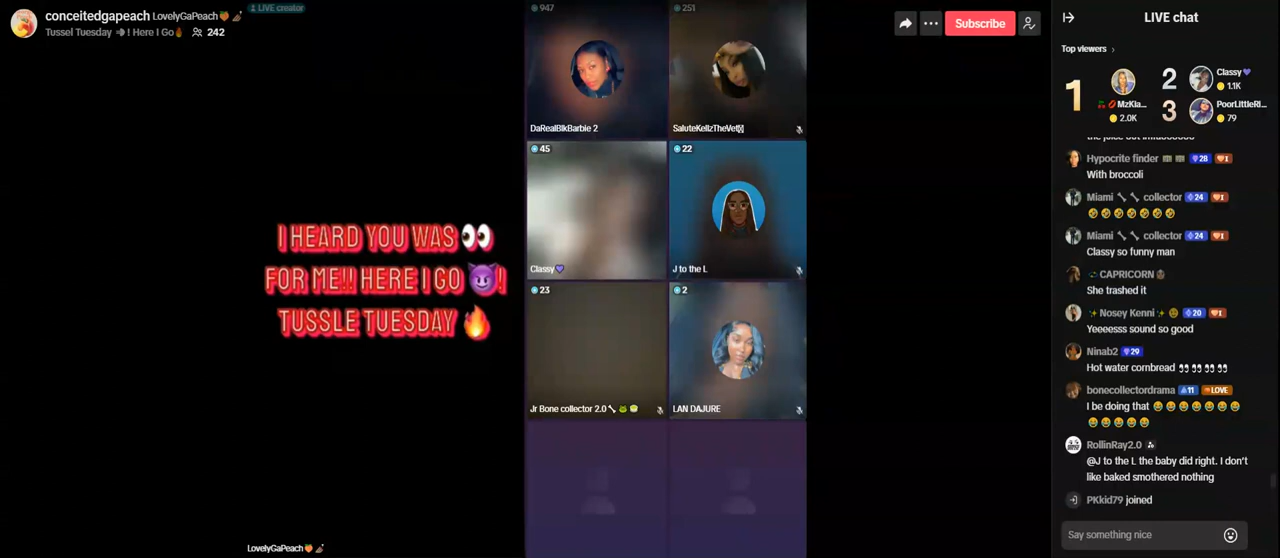 conceitedgapeach LovelyGaPeach🍑💅🏾
LIVE creator
Tussel Tuesday 💨 ! Here I Go🔥 242
Subscribe
I HEARD YOU WAS 👀
FOR ME!! HERE I GO 😈!
TUSSLE TUESDAY 🔥
LovelyGaPeach🍑💅🏾
947
DaRealBlkBarbie 2
251
SaluteKellzTheVet
45
Classy💜
22
J to the L
23
Jr Bone collector 2.0🦴🐸
2
LAN DAJURE
LIVE chat
Top viewers ›
1
🍒💋MzKia...
2.0K
2
Classy💜
1.1K
3
PoorLittleRi...
79
Hypocrite finder 28 1
With broccoli
Miami 🦴🦴 collector 24 1
🤣🤣🤣🤣🤣🤣🤣
Miami 🦴🦴 collector 24 1
Classy so funny man
CAPRICORN
She trashed it
✨Nosey Kenni✨ 20 1
Yeeeesss sound so good
Ninab2 29
Hot water cornbread 👀👀👀👀
bonecollectordrama 11 LOVE
I be doing that 😂😂😂😂😂😂😂
😂😂😂😂😂
RollinRay2.0
@J to the L the baby did right. I don't
like baked smothered nothing
PKkid79 joined
Say something nice